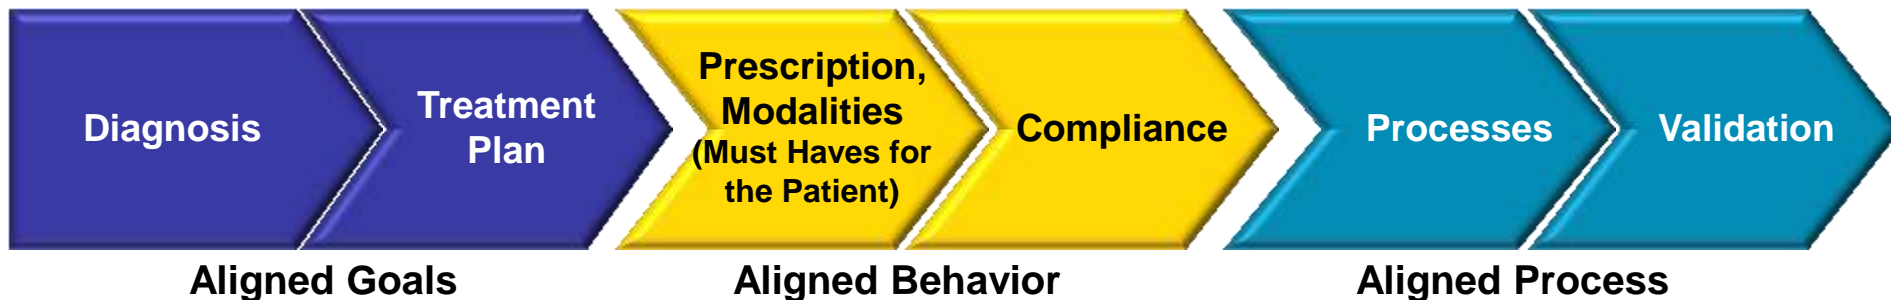 Diagnosis
Treatment
Plan
Prescription,
Modalities
(Must Haves for
the Patient)
Compliance
Processes
Validation
Aligned Goals
Aligned Behavior
Aligned Process